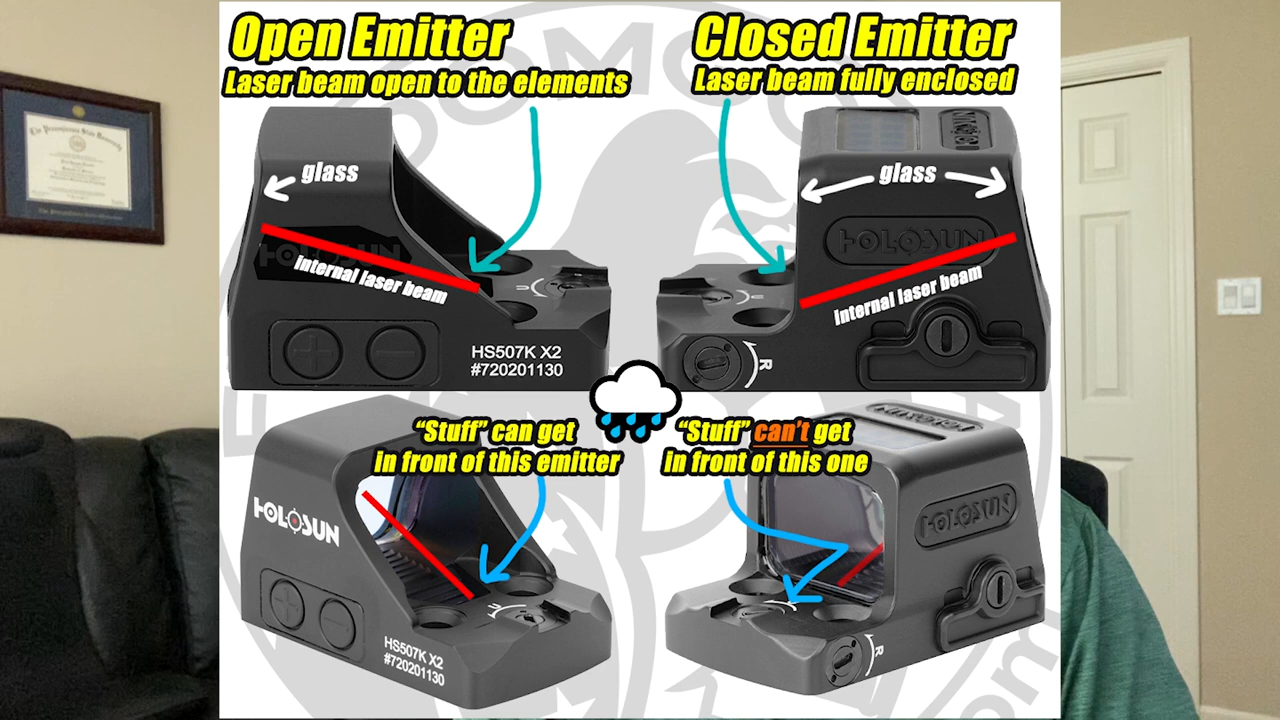 Open Emitter
Laser beam open to the elements
Closed Emitter
Laser beam fully enclosed
glass
glass
HOLOSUN
HOLOSUN
internal laser beam
internal laser beam
HS507K X2
#720201130
R
"Stuff" can get
in front of this emitter
"Stuff" can't get
in front of this one
HOLOSUN
HOLOSUN
HS507K X2
#720201130
R